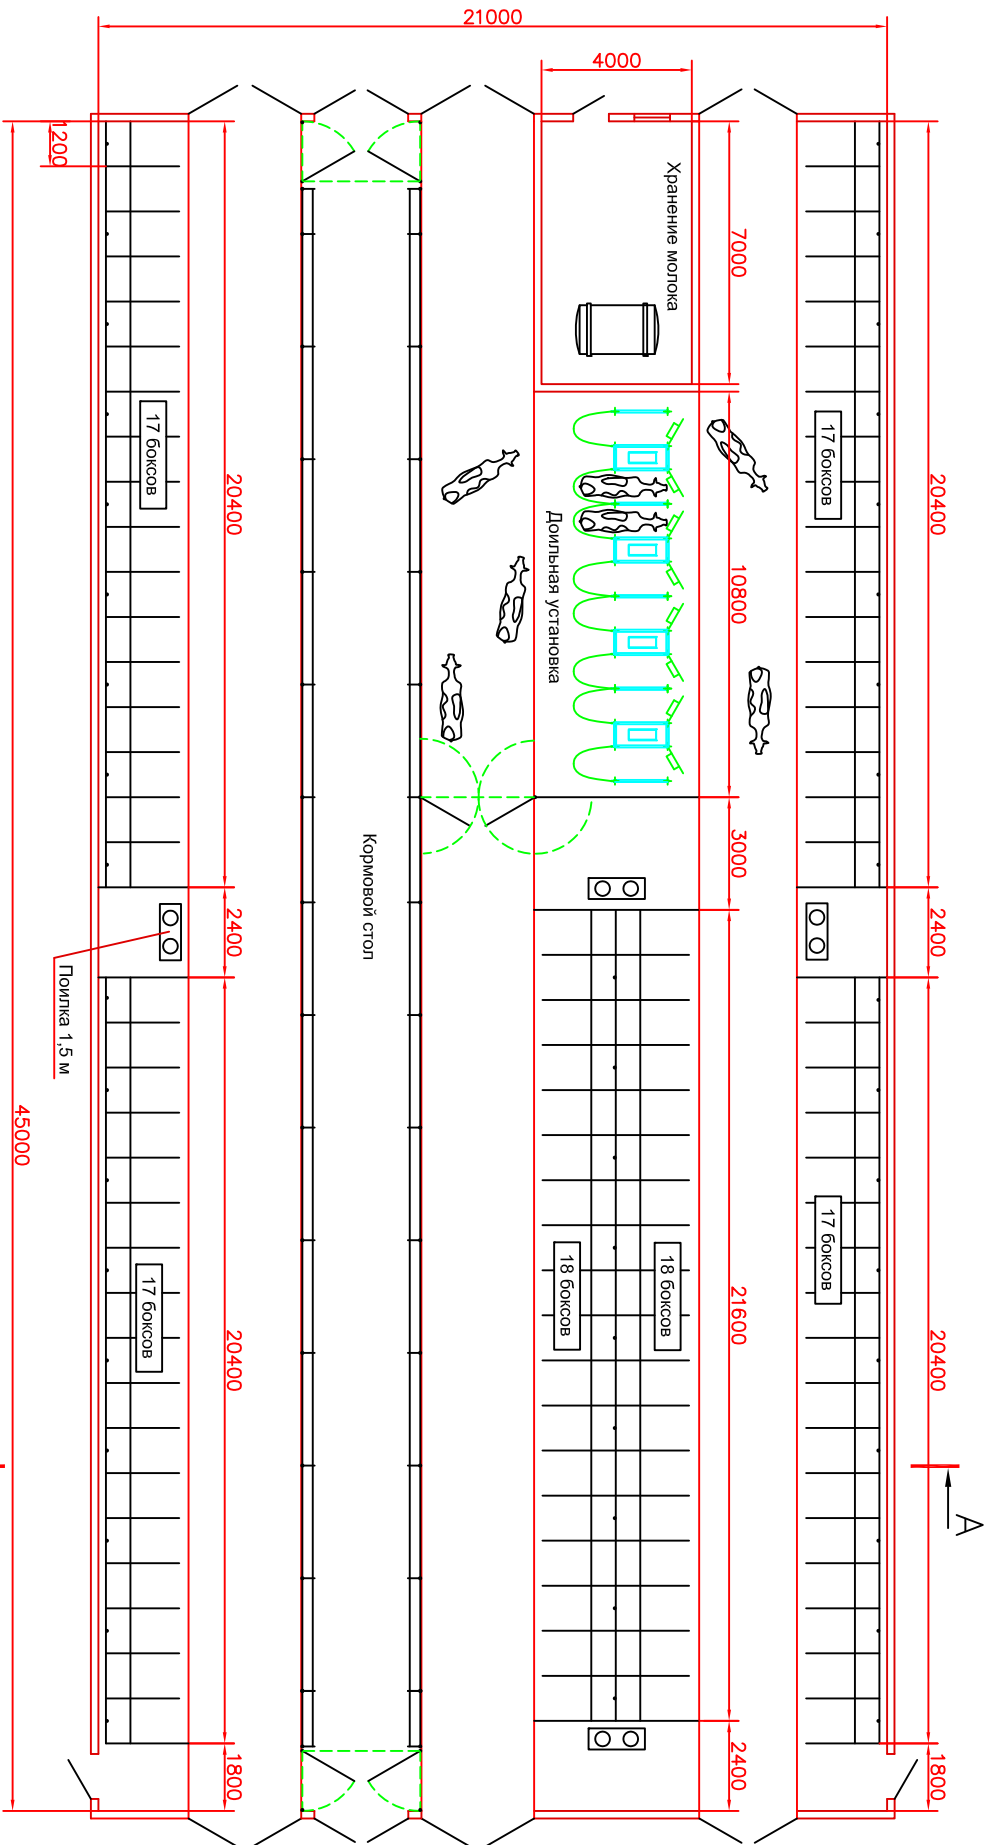 21000
4000
1200
20400
7000
20400
Хранение молока
17 боксов
17 боксов
10800
Доильная установка
3000
2400
2400
Кормовой стол
Поилка 1,5 м
45000
20400
21600
20400
17 боксов
18 боксов
18 боксов
17 боксов
А
1800
2400
1800